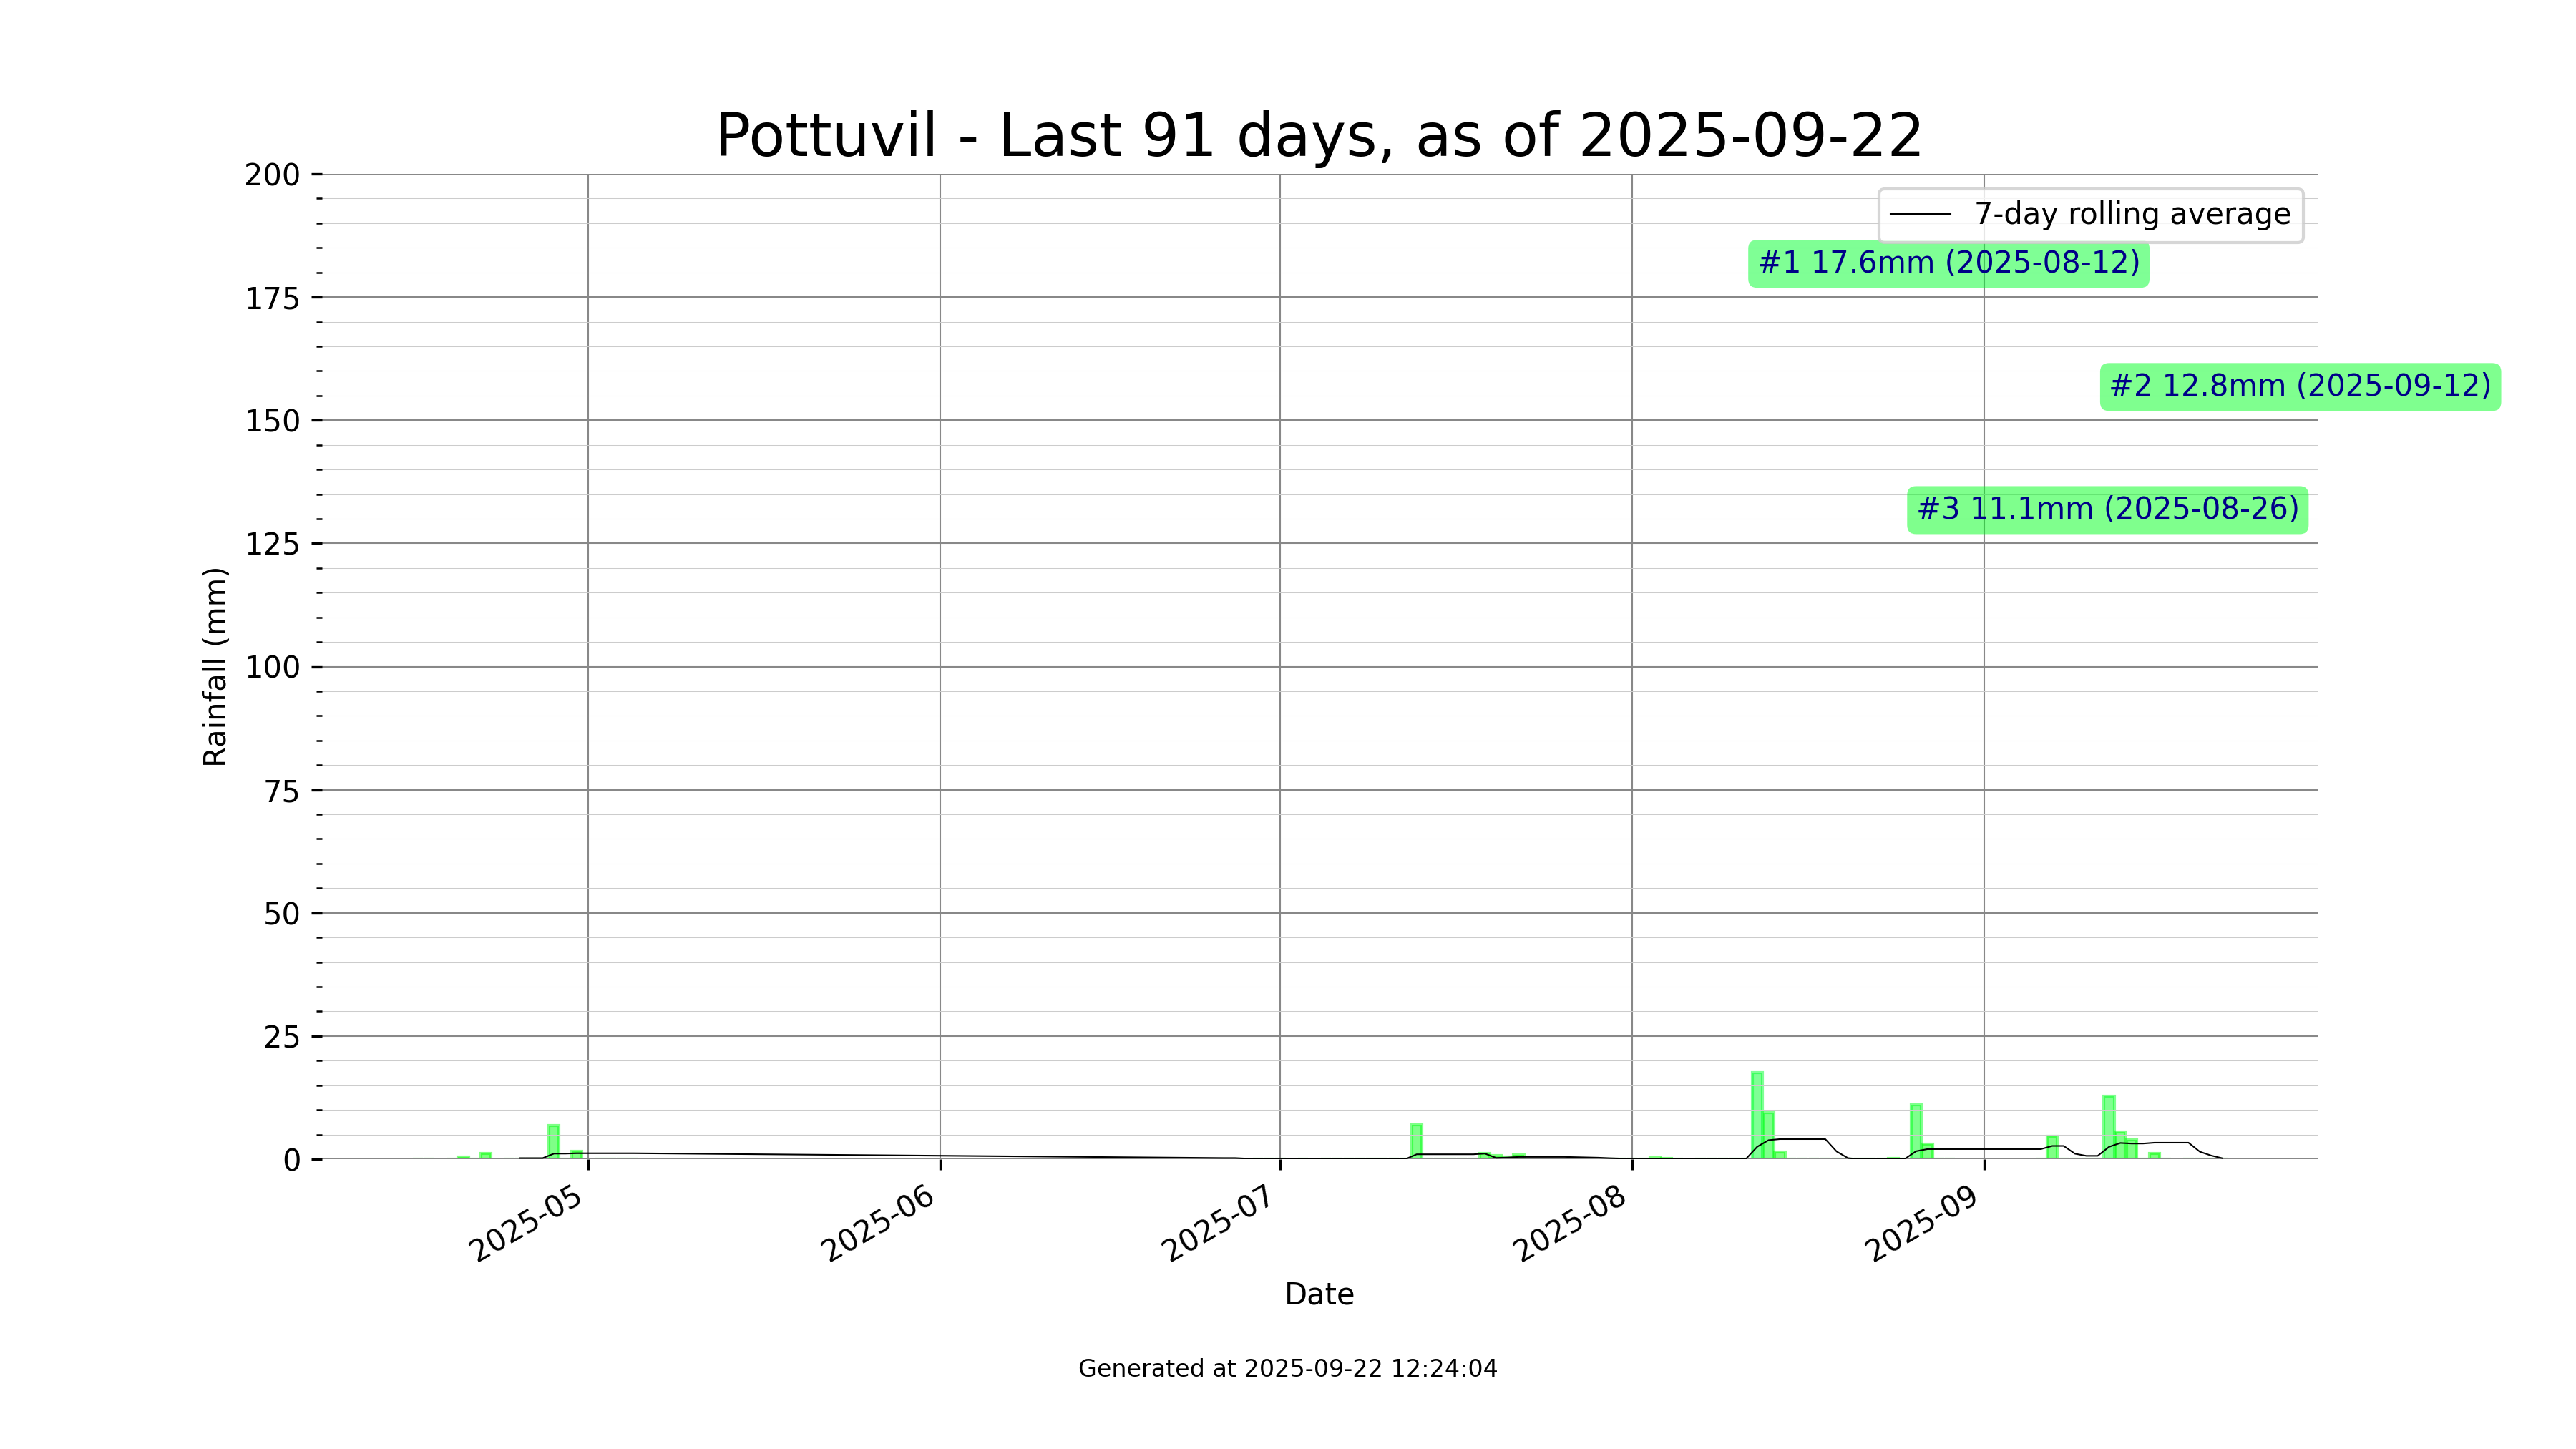 Pottuvil - Last 91 days, as of 2025-09-22
200
175
150
125
100
75
50
25
0
Rainfall (mm)
7-day rolling average
#1 17.6mm (2025-08-12)
#2 12.8mm (2025-09-12)
#3 11.1mm (2025-08-26)
2025-05
2025-06
2025-07
2025-08
2025-09
Date
Generated at 2025-09-22 12:24:04